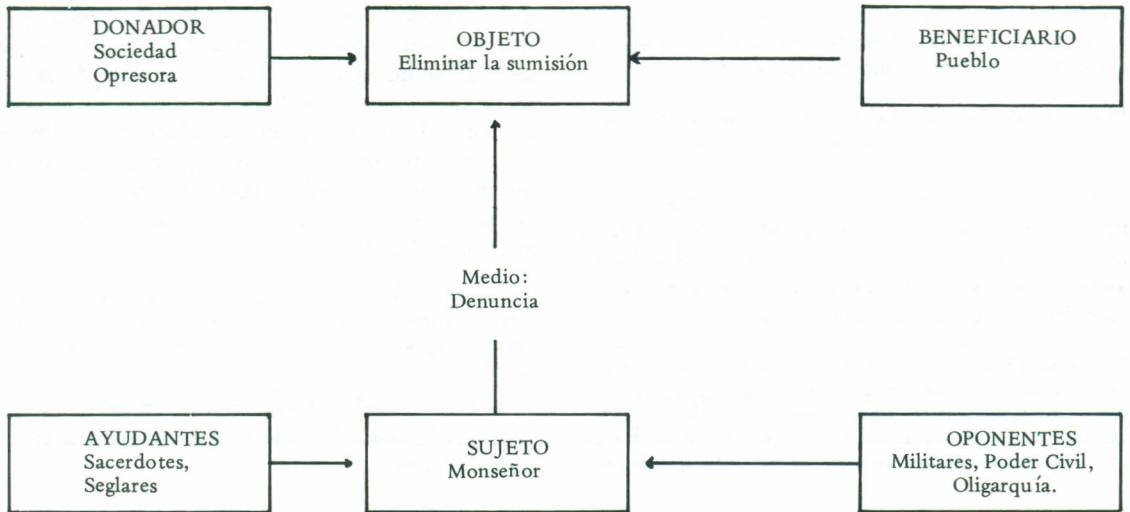 DONADOR
Sociedad
Opresora
OBJETO
Eliminar la sumisión
BENEFICIARIO
Pueblo
Medio:
Denuncia
AYUDANTES
Sacerdotes,
Seglares
SUJETO
Monseñor
OPONENTES
Militares, Poder Civil,
Oligarquía.